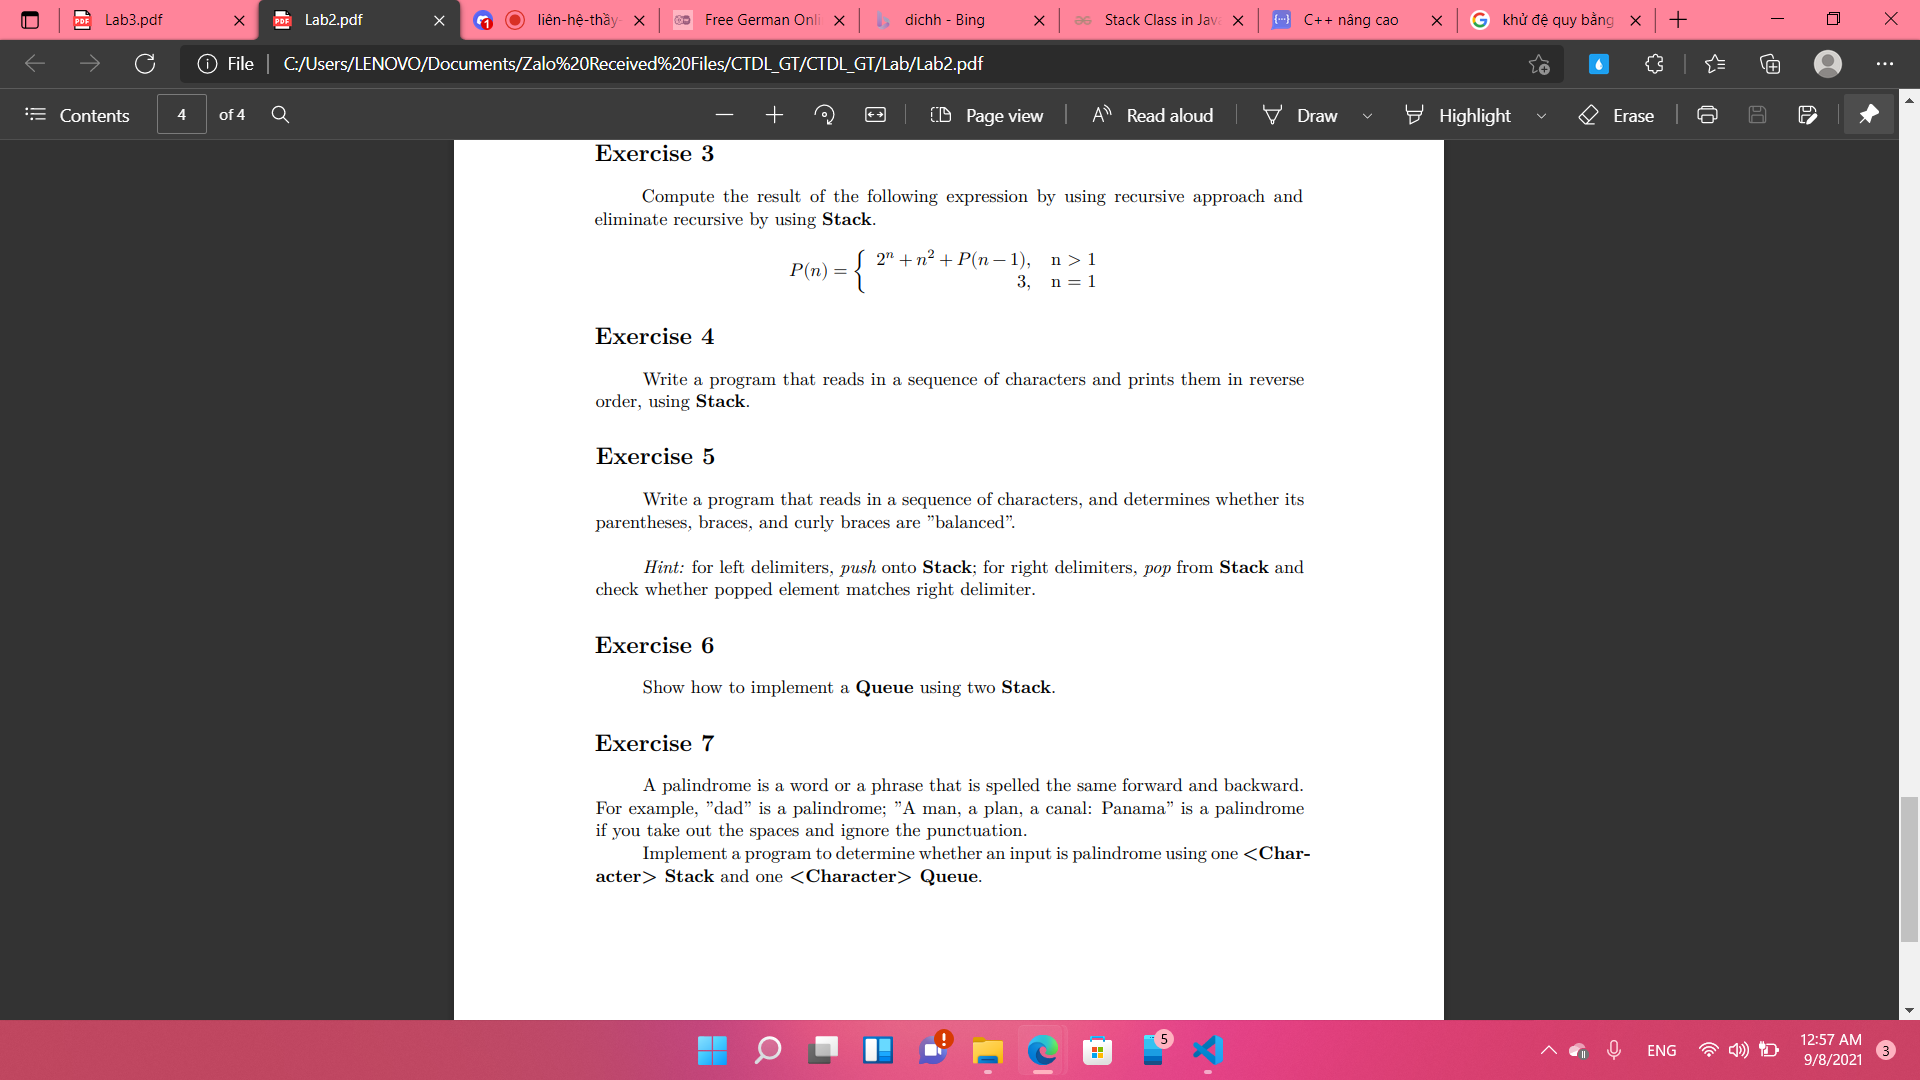 Lab3.pdf
Lab2.pdf
1
liên-hệ-thầy-
Free German Onli
dichh - Bing
Stack Class in Jav
C++ nâng cao
khử đệ quy bằng
File
C:/Users/LENOVO/Documents/Zalo%20Received%20Files/CTDL_GT/CTDL_GT/Lab/Lab2.pdf
Contents
4
of 4
Page view
Read aloud
Draw
Highlight
Erase
Exercise 3
Compute the result of the following expression by using recursive approach and
eliminate recursive by using Stack.
P(n) = { 2ⁿ + n² + P(n − 1), n > 1
3, n = 1
Exercise 4
Write a program that reads in a sequence of characters and prints them in reverse
order, using Stack.
Exercise 5
Write a program that reads in a sequence of characters, and determines whether its
parentheses, braces, and curly braces are ”balanced”.
Hint: for left delimiters, push onto Stack; for right delimiters, pop from Stack and
check whether popped element matches right delimiter.
Exercise 6
Show how to implement a Queue using two Stack.
Exercise 7
A palindrome is a word or a phrase that is spelled the same forward and backward.
For example, ”dad” is a palindrome; ”A man, a plan, a canal: Panama” is a palindrome
if you take out the spaces and ignore the punctuation.
Implement a program to determine whether an input is palindrome using one <Char-
acter> Stack and one <Character> Queue.
5
ENG
12:57 AM
9/8/2021
3